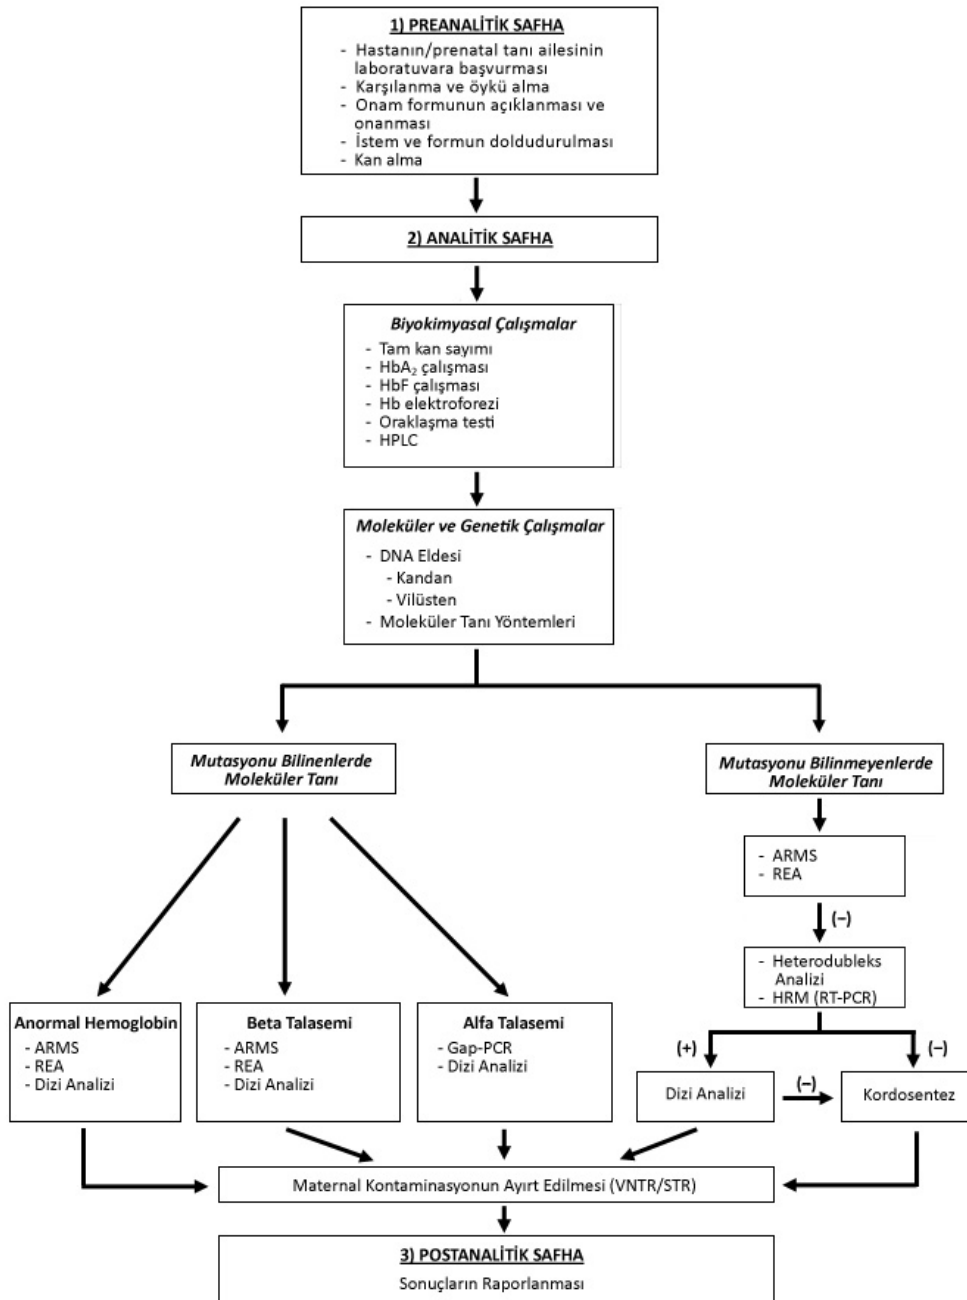 1) PREANALİTİK SAFHA
- Hastanın/prenatal tanı ailesinin
laboratuvara başvurması
- Karşılanma ve öykü alma
- Onam formunun açıklanması ve
onanması
- İstem ve formun doldudurulması
- Kan alma
2) ANALİTİK SAFHA
Biyokimyasal Çalışmalar
- Tam kan sayımı
- HbA₂ çalışması
- HbF çalışması
- Hb elektroforezi
- Oraklaşma testi
- HPLC
Moleküler ve Genetik Çalışmalar
- DNA Eldesi
- Kandan
- Vilüsten
- Moleküler Tanı Yöntemleri
Mutasyonu Bilinenlerde
Moleküler Tanı
Mutasyonu Bilinmeyenlerde
Moleküler Tanı
- ARMS
- REA
(–)
- Heterodubleks
Analizi
- HRM (RT-PCR)
Anormal Hemoglobin
- ARMS
- REA
- Dizi Analizi
Beta Talasemi
- ARMS
- REA
- Dizi Analizi
Alfa Talasemi
- Gap-PCR
- Dizi Analizi
(+)
(–)
Dizi Analizi
(–)
Kordosentez
Maternal Kontaminasyonun Ayırt Edilmesi (VNTR/STR)
3) POSTANALİTİK SAFHA
Sonuçların Raporlanması